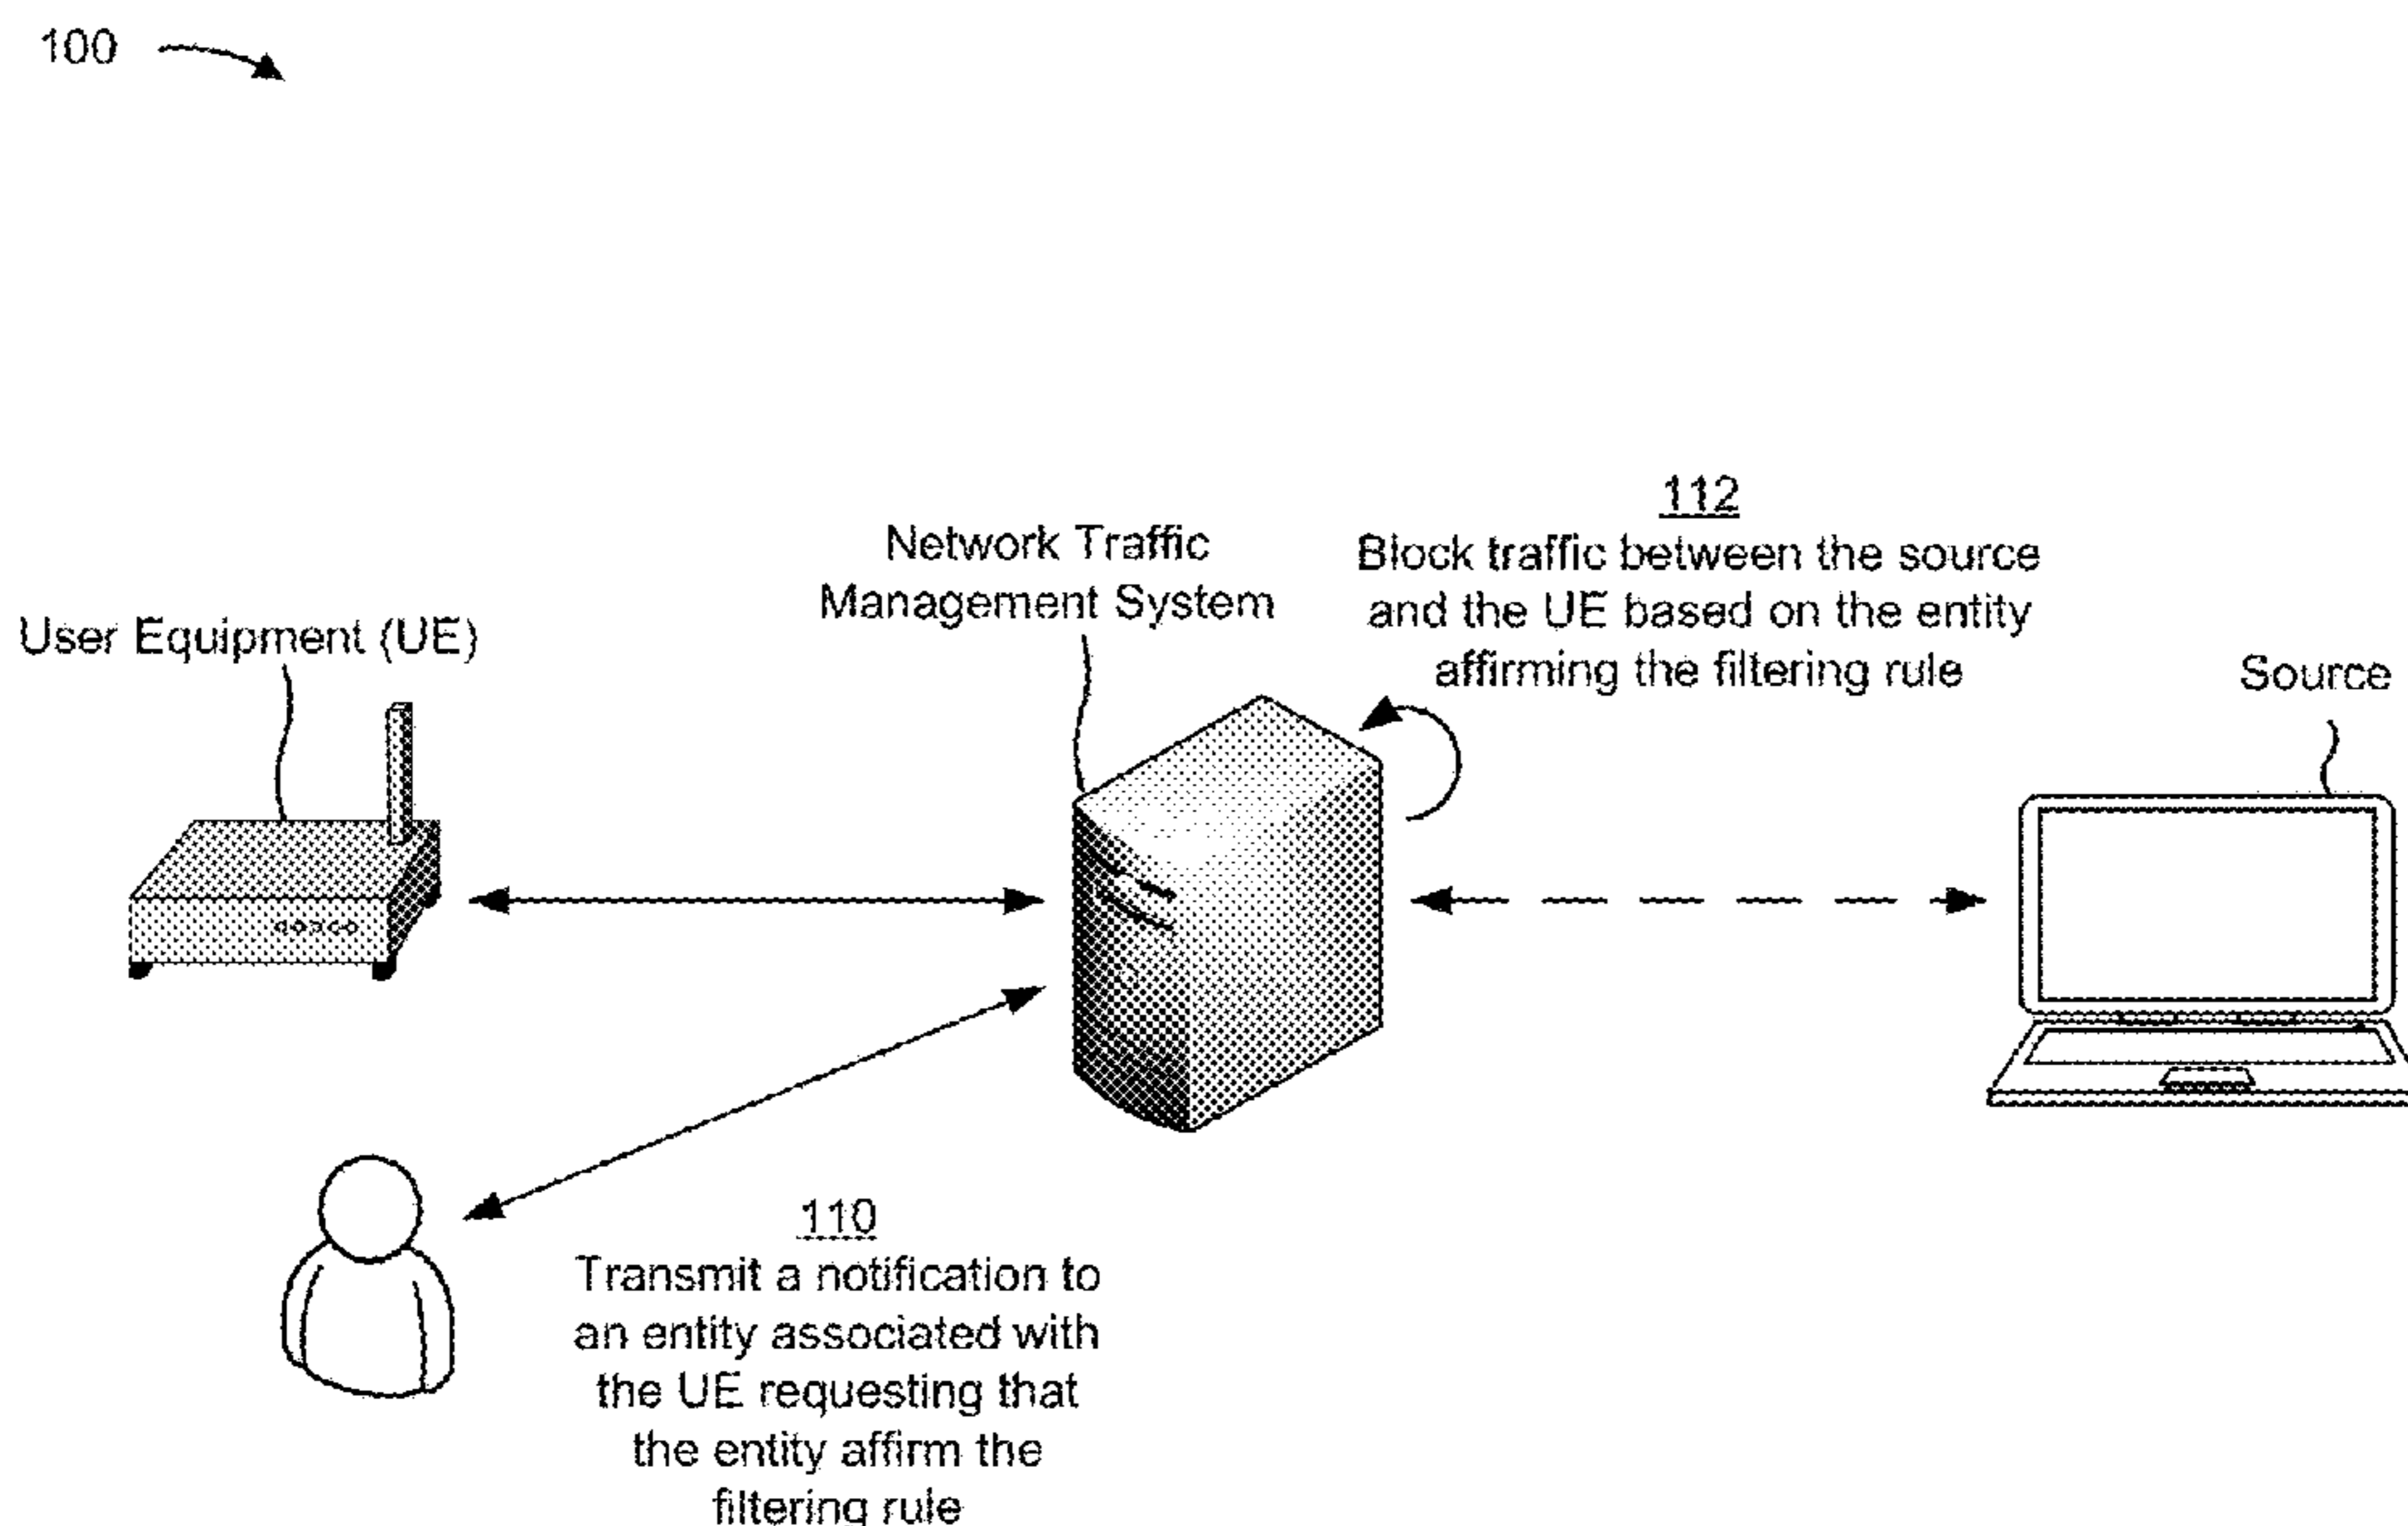 100
112
Network Traffic
Management System
Block traffic between the source
and the UE based on the entity
affirming the filtering rule
User Equipment (UE)
Source
110
Transmit a notification to
an entity associated with
the UE requesting that
the entity affirm the
filtering rule